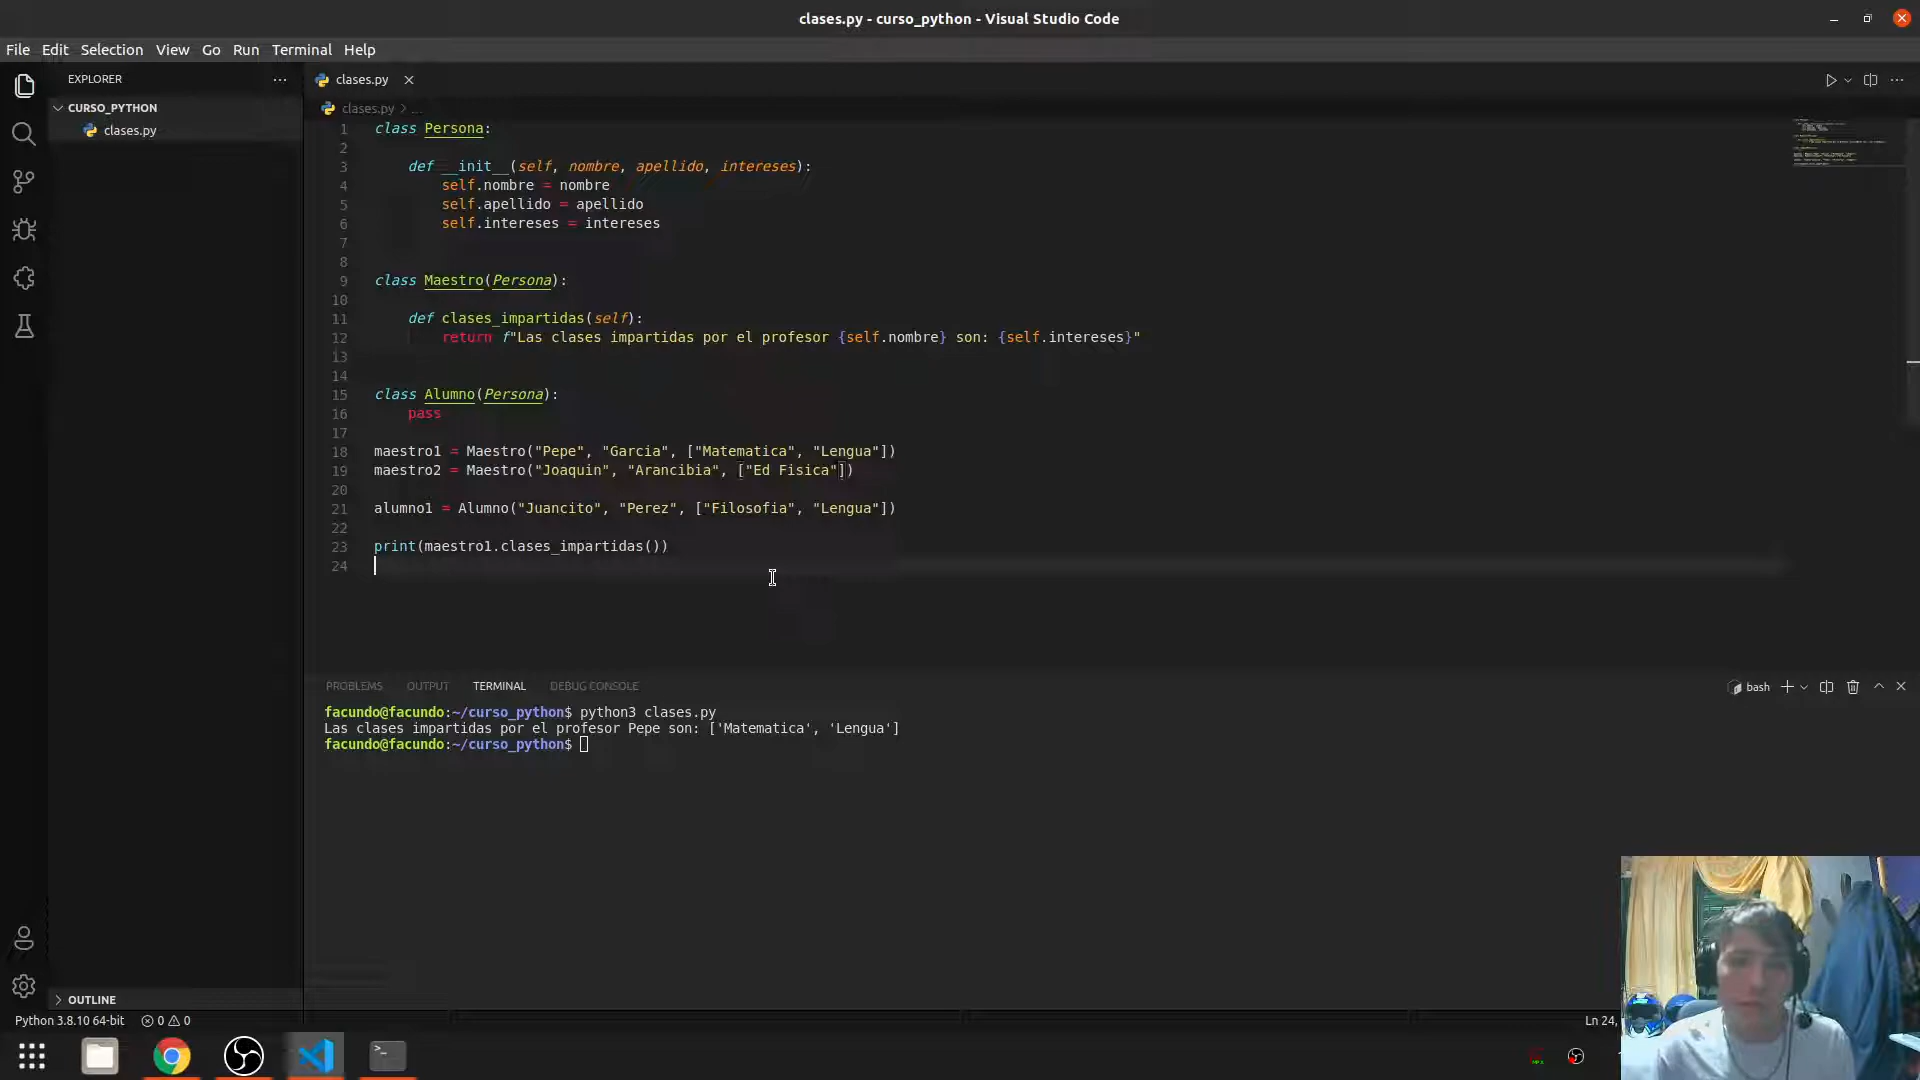 clases.py - curso_python - Visual Studio Code
File Edit Selection View Go Run Terminal Help
EXPLORER
CURSO_PYTHON
clases.py
clases.py
clases.py > ...
1 class Persona:
2
3 def __init__(self, nombre, apellido, intereses):
4 self.nombre = nombre
5 self.apellido = apellido
6 self.intereses = intereses
7
8
9 class Maestro(Persona):
10
11 def clases_impartidas(self):
12 return f"Las clases impartidas por el profesor {self.nombre} son: {self.intereses}"
13
14
15 class Alumno(Persona):
16 pass
17
18 maestro1 = Maestro("Pepe", "Garcia", ["Matematica", "Lengua"])
19 maestro2 = Maestro("Joaquin", "Arancibia", ["Ed Fisica"])
20
21 alumno1 = Alumno("Juancito", "Perez", ["Filosofia", "Lengua"])
22
23 print(maestro1.clases_impartidas())
24
PROBLEMS OUTPUT TERMINAL DEBUG CONSOLE
bash
facundo@facundo:~/curso_python$ python3 clases.py
Las clases impartidas por el profesor Pepe son: ['Matematica', 'Lengua']
facundo@facundo:~/curso_python$
OUTLINE
Python 3.8.10 64-bit 0 0
Ln 24,